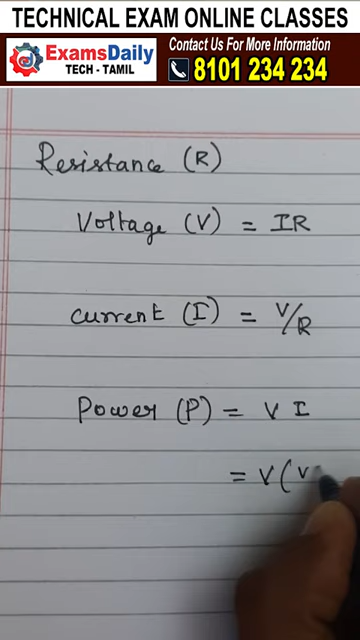 TECHNICAL EXAM ONLINE CLASSES
ExamsDaily
TECH - TAMIL
Contact Us For More Information
8101 234 234
Resistance (R)
Voltage (V) = IR
current (I) = V/R
Power (P) = V I
= V (V